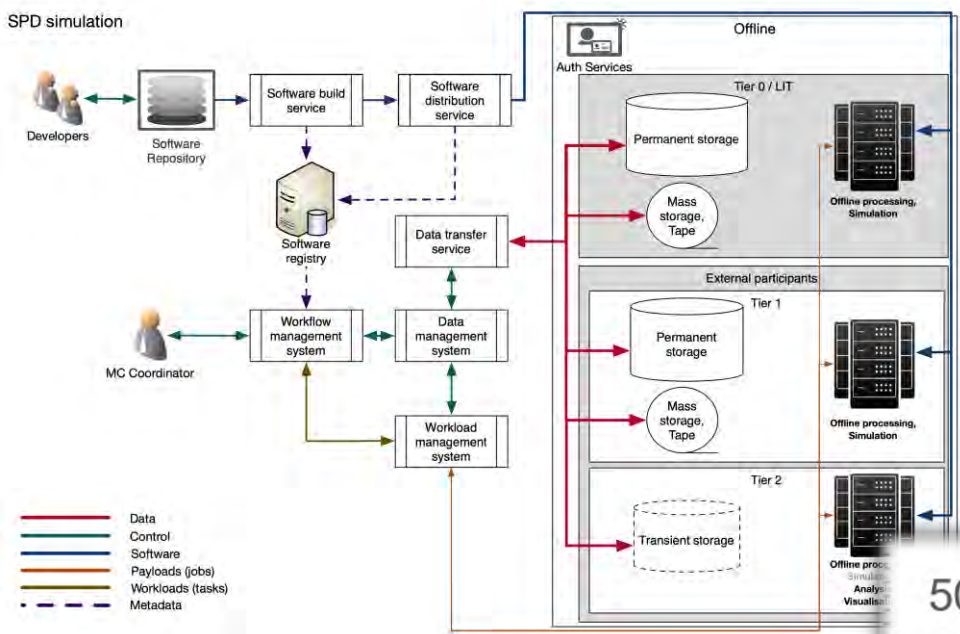 SPD simulation
Offline
Auth Services
Developers
Software
Repository
Software build
service
Software
distribution
service
Tier 0 / LIT
Permanent storage
Mass
storage,
Tape
Offline processing,
Simulation
Software
registry
Data transfer
service
External participants
Tier 1
MC Coordinator
Workflow
management
system
Data
management
system
Permanent
storage
Mass
storage,
Tape
Offline processing,
Simulation
Workload
management
system
Tier 2
Transient storage
Offline
Data
Control
Software
Payloads (jobs)
Workloads (tasks)
Metadata